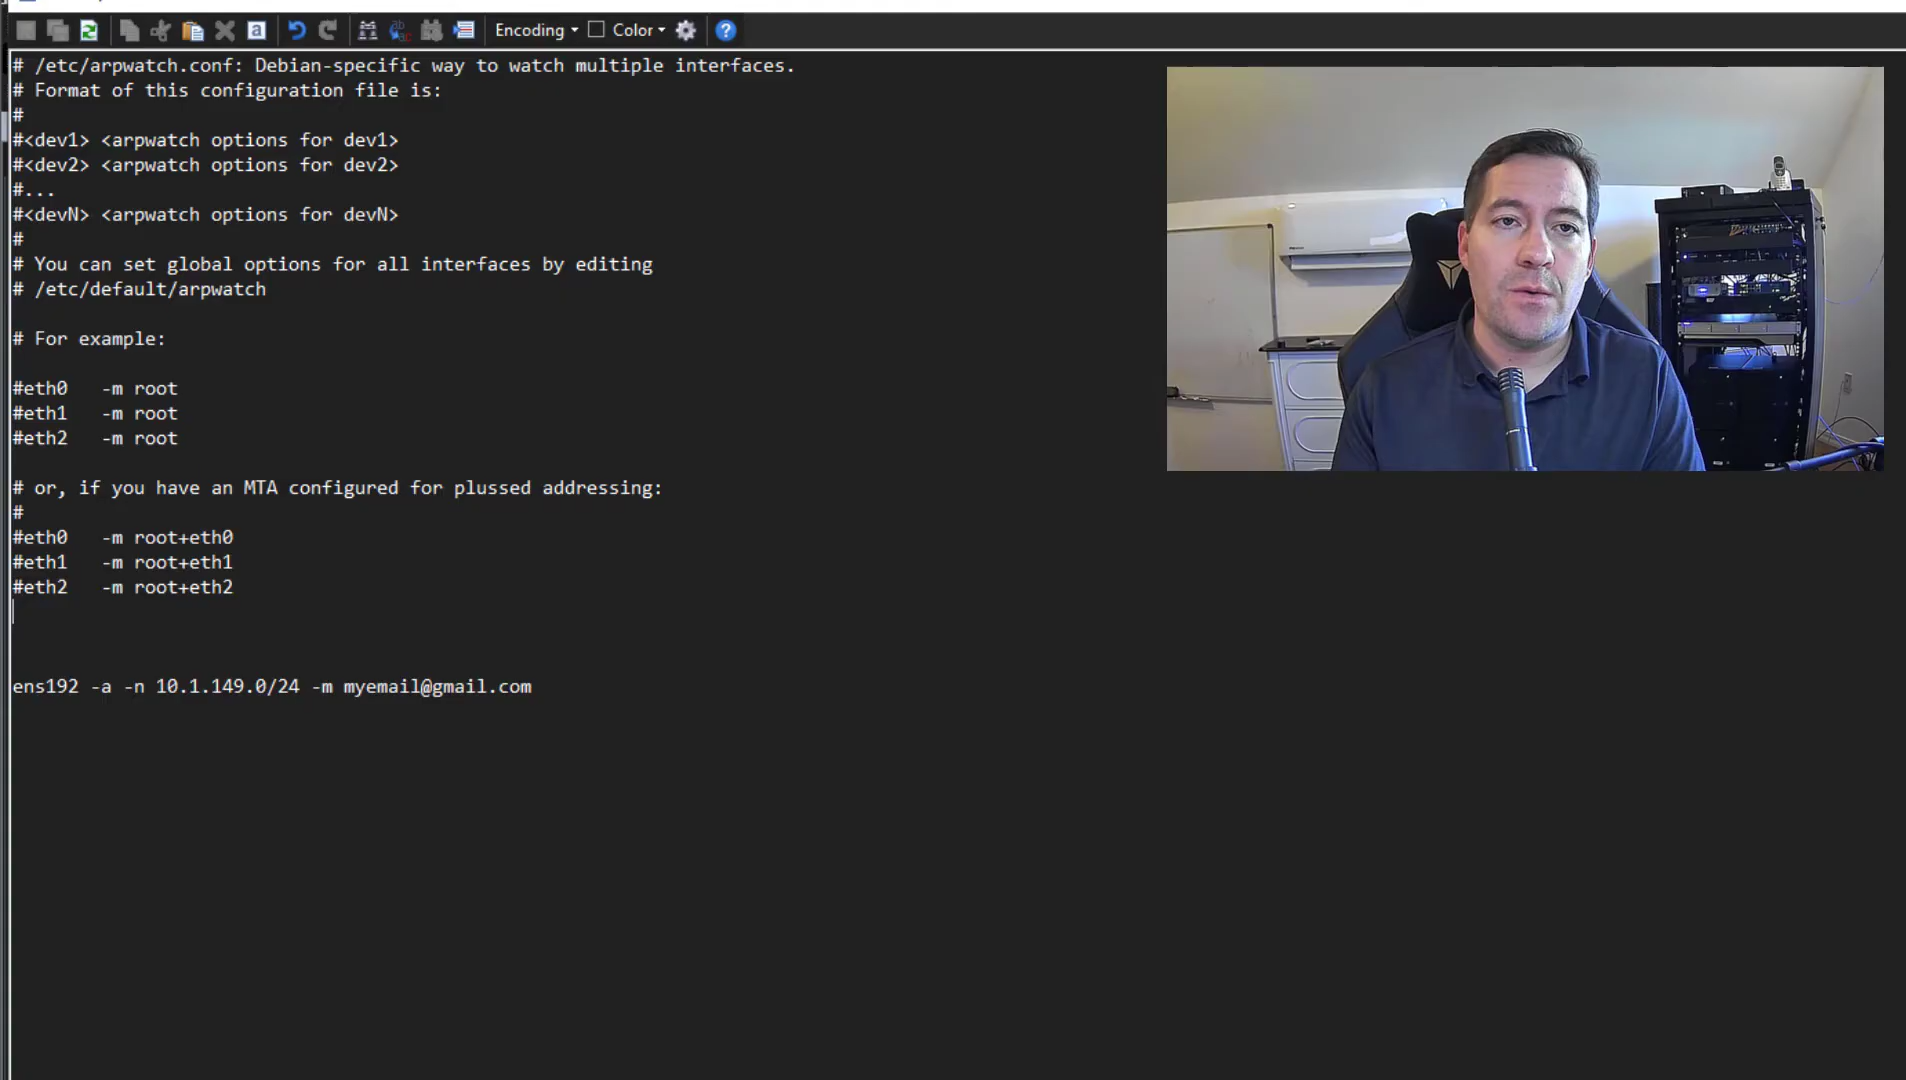 Encoding Color
# /etc/arpwatch.conf: Debian-specific way to watch multiple interfaces.
# Format of this configuration file is:
#
#<dev1> <arpwatch options for dev1>
#<dev2> <arpwatch options for dev2>
#...
#<devN> <arpwatch options for devN>
#
# You can set global options for all interfaces by editing
# /etc/default/arpwatch
# For example:
#eth0   -m root
#eth1   -m root
#eth2   -m root
# or, if you have an MTA configured for plussed addressing:
#
#eth0   -m root+eth0
#eth1   -m root+eth1
#eth2   -m root+eth2
ens192 -a -n 10.1.149.0/24 -m myemail@gmail.com